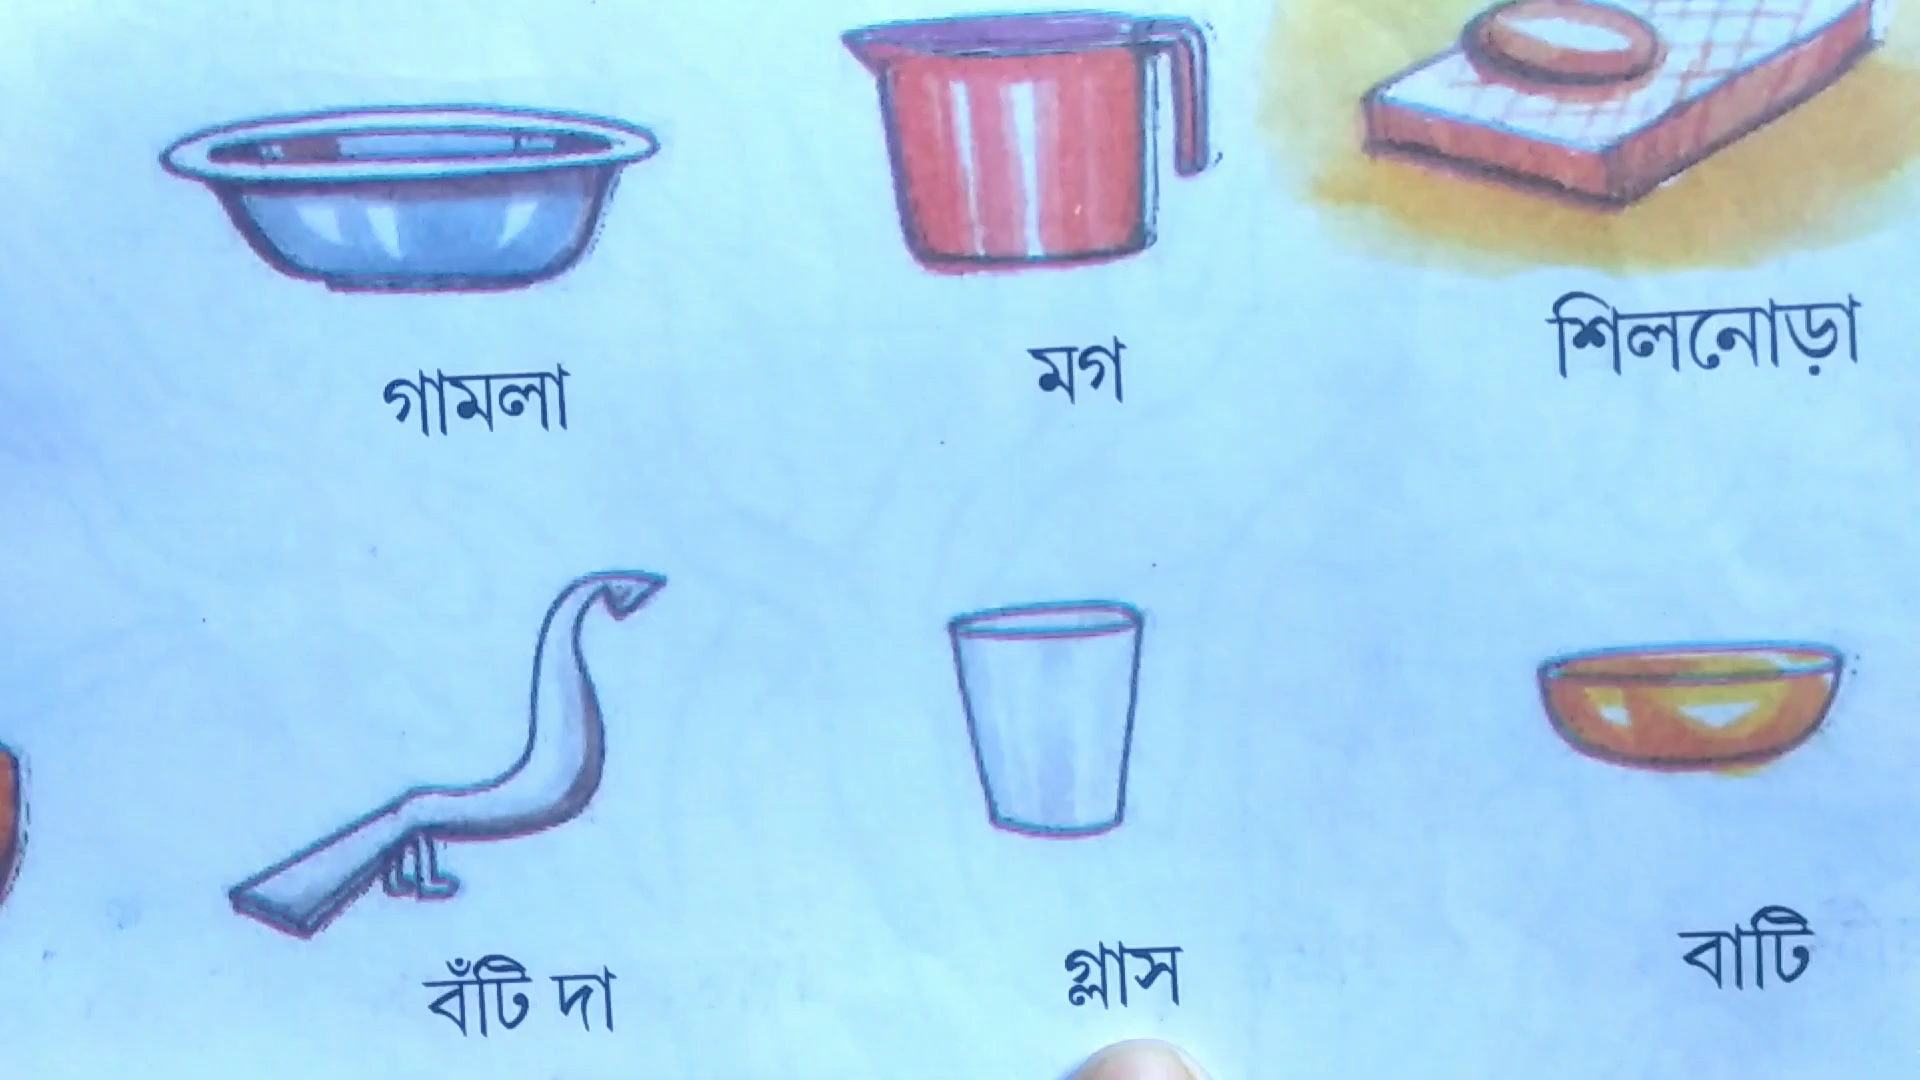 গামলা
মগ
শিলনোড়া
বঁটি দা
গ্লাস
বাটি